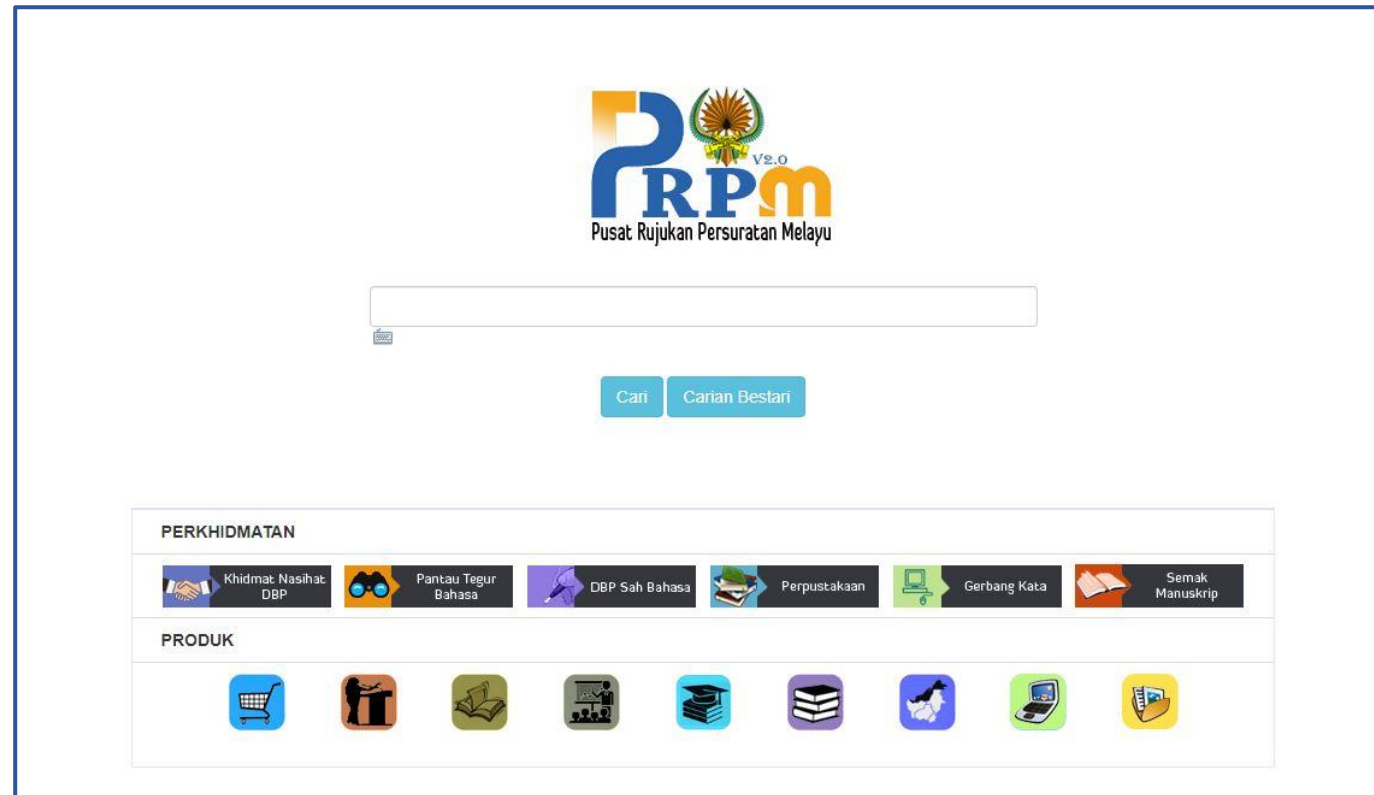 V2.0
PRPM
Pusat Rujukan Persuratan Melayu
Cari
Carian Bestari
PERKHIDMATAN
Khidmat Nasihat
DBP
Pantau Tegur
Bahasa
DBP Sah Bahasa
Perpustakaan
Gerbang Kata
Semak
Manuskrip
PRODUK